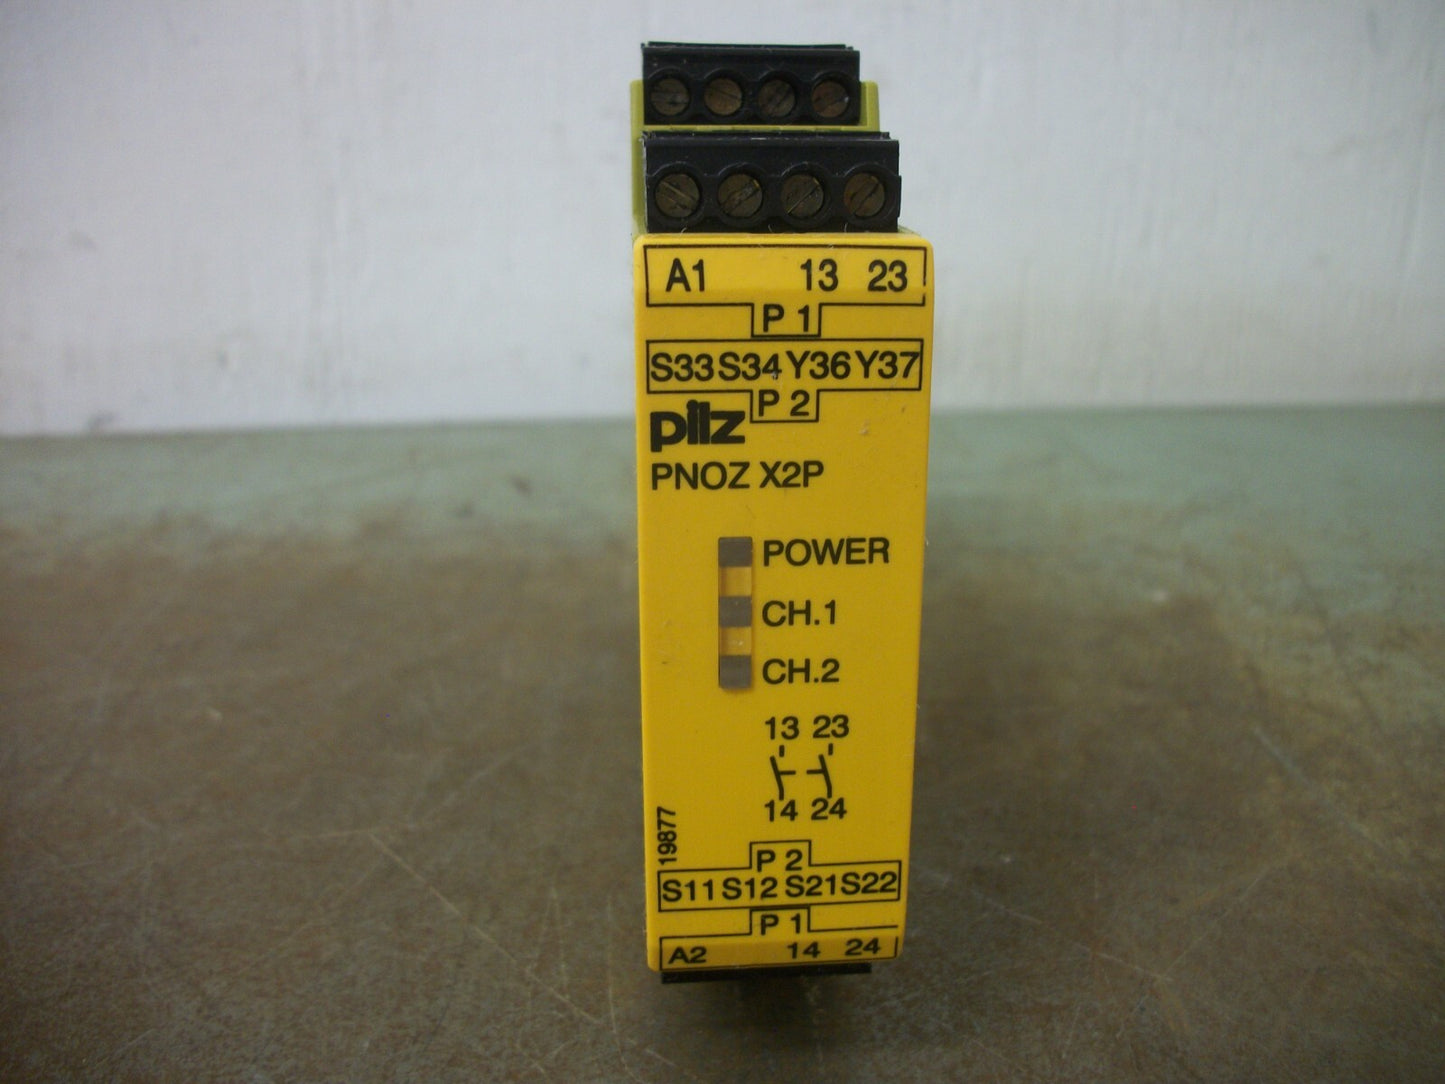 A1 13 23
P 1
S33 S34 Y36 Y37
P 2
pilz
PNOZ X2P
POWER
CH.1
CH.2
13 23
14 24
19877
P 2
S11 S12 S21 S22
P 1
A2 14 24